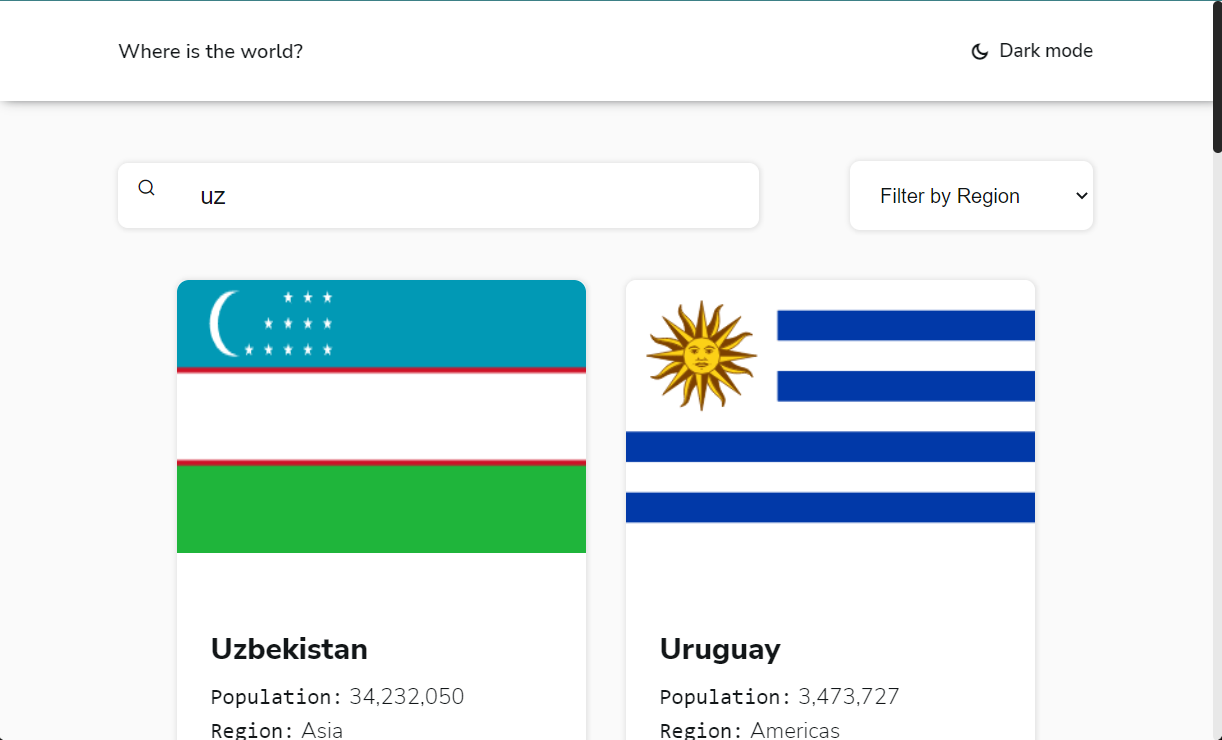 Where is the world?
Dark mode
uz
Filter by Region
Uzbekistan
Population: 34,232,050
Region: Asia
Uruguay
Population: 3,473,727
Region: Americas